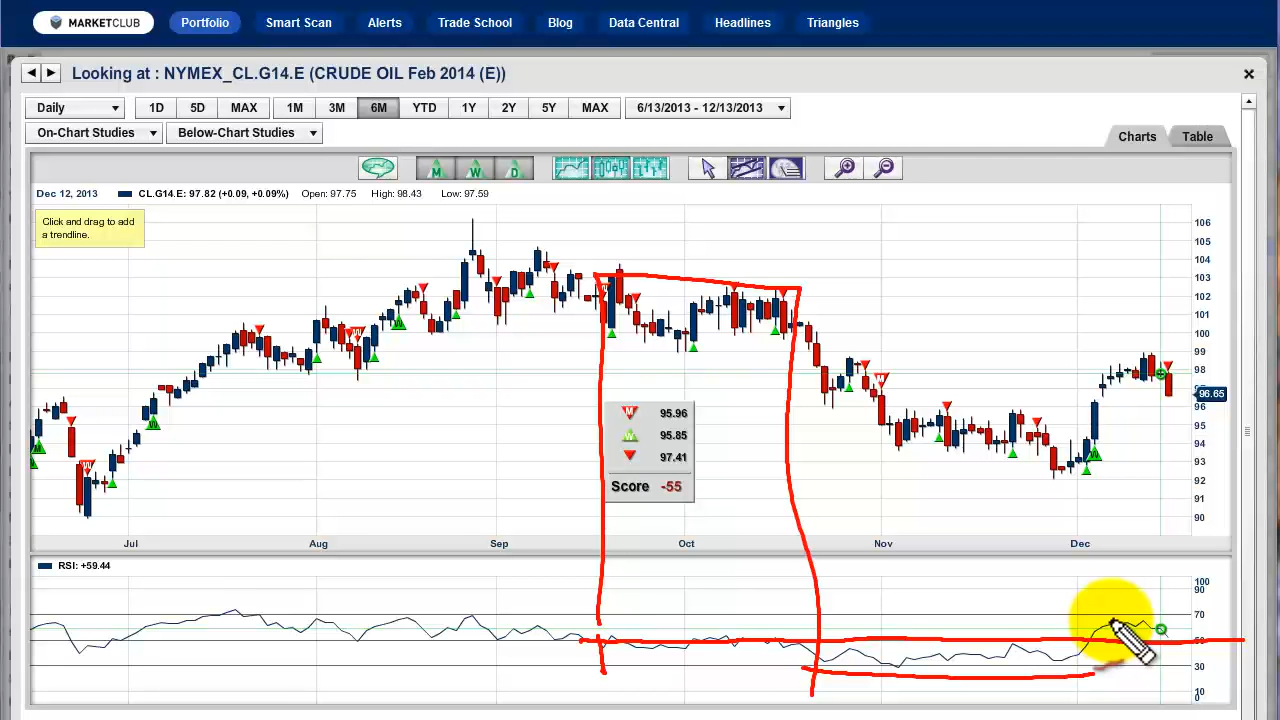 MARKETCLUB Portfolio Smart Scan Alerts Trade School Blog Data Central Headlines Triangles
Looking at : NYMEX_CL.G14.E (CRUDE OIL Feb 2014 (E))
Daily 1D 5D MAX 1M 3M 6M YTD 1Y 2Y 5Y MAX 6/13/2013 - 12/13/2013
On-Chart Studies Below-Chart Studies Charts Table
M W D
Dec 12, 2013 CL.G14.E: 97.82 (+0.09, +0.09%) Open: 97.75 High: 98.43 Low: 97.59
Click and drag to add
a trendline.
106
105
104
103
102
101
100
99
98
96.65
96
95
94
93
92
91
90
M 95.96
W 95.85
97.41
Score -55
Jul Aug Sep Oct Nov Dec
RSI: +59.44
100
90
70
50
30
10
0